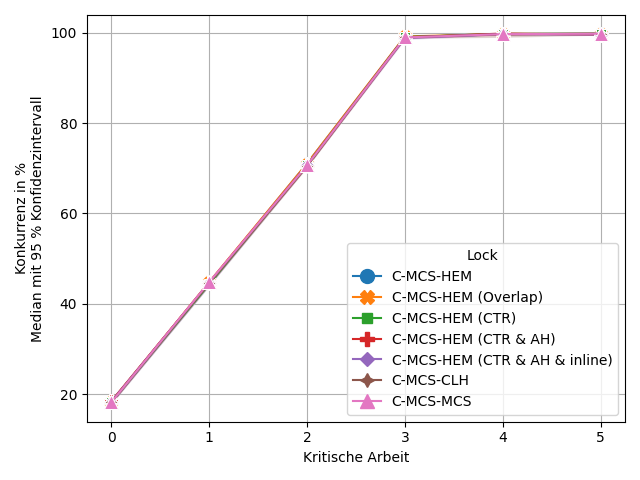 100
80
60
40
20
Konkurrenz in %
Median mit 95 % Konfidenzintervall
Lock
C-MCS-HEM
C-MCS-HEM (Overlap)
C-MCS-HEM (CTR)
C-MCS-HEM (CTR & AH)
C-MCS-HEM (CTR & AH & inline)
C-MCS-CLH
C-MCS-MCS
0 1 2 3 4 5
Kritische Arbeit